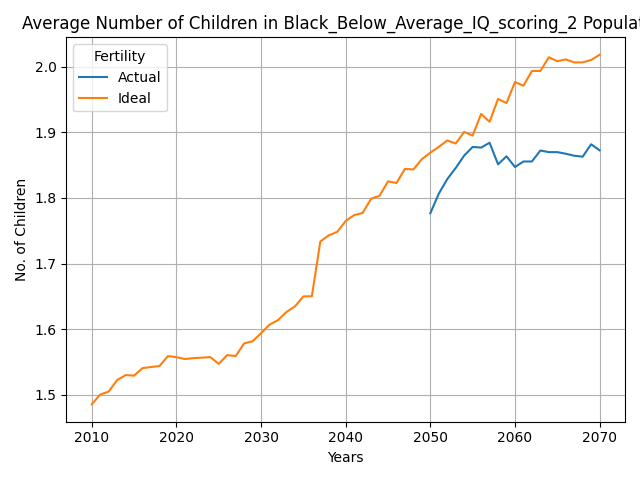 Average Number of Children in Black_Below_Average_IQ_scoring_2 Populat
Fertility
Actual
Ideal
No. of Children
2.0
1.9
1.8
1.7
1.6
1.5
2010 2020 2030 2040 2050 2060 2070
Years